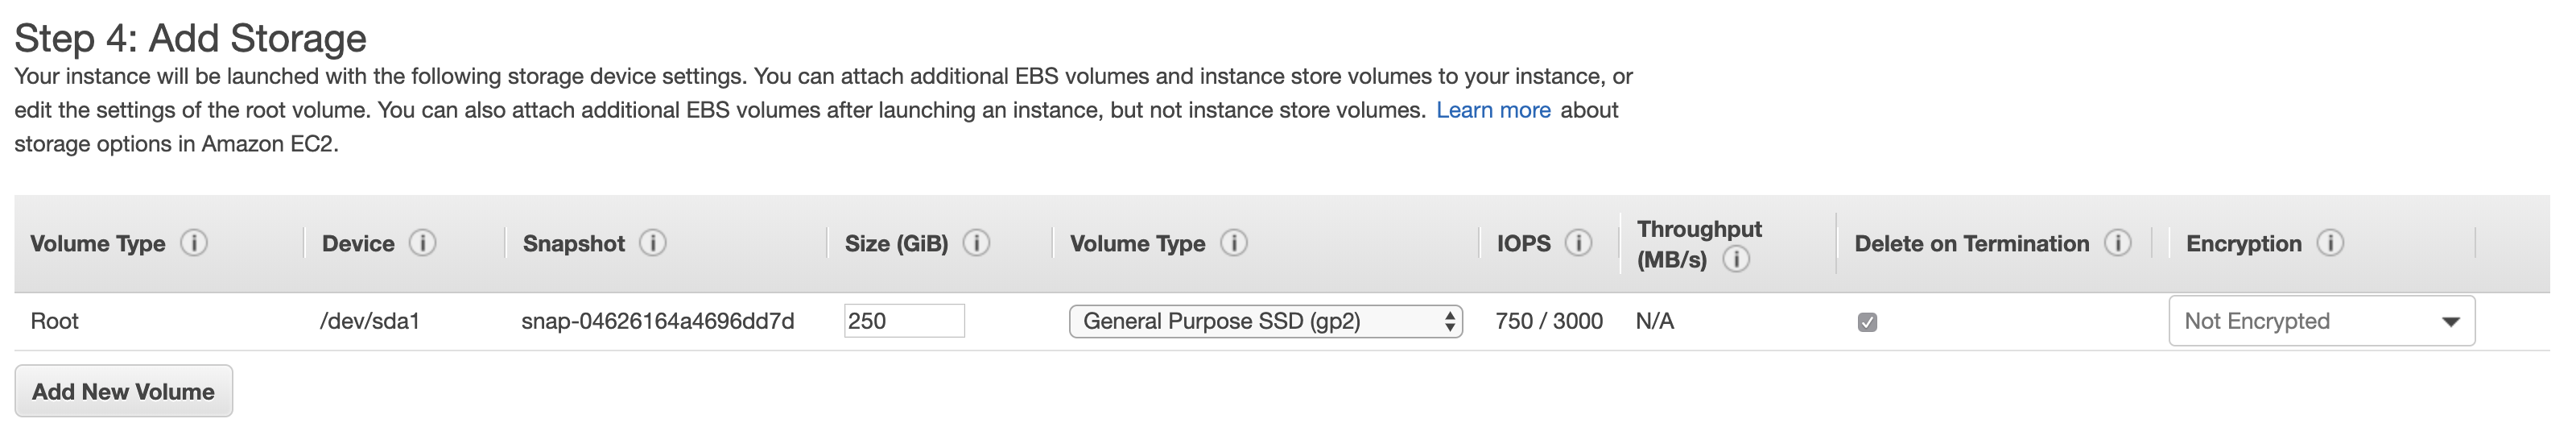 Step 4: Add Storage
Your instance will be launched with the following storage device settings. You can attach additional EBS volumes and instance store volumes to your instance, or
edit the settings of the root volume. You can also attach additional EBS volumes after launching an instance, but not instance store volumes. Learn more about
storage options in Amazon EC2.
Volume Type i Device i Snapshot i Size (GiB) i Volume Type i IOPS i Throughput (MB/s) i Delete on Termination i Encryption i
Root /dev/sda1 snap-04626164a4696dd7d 250 General Purpose SSD (gp2) 750 / 3000 N/A Not Encrypted
Add New Volume